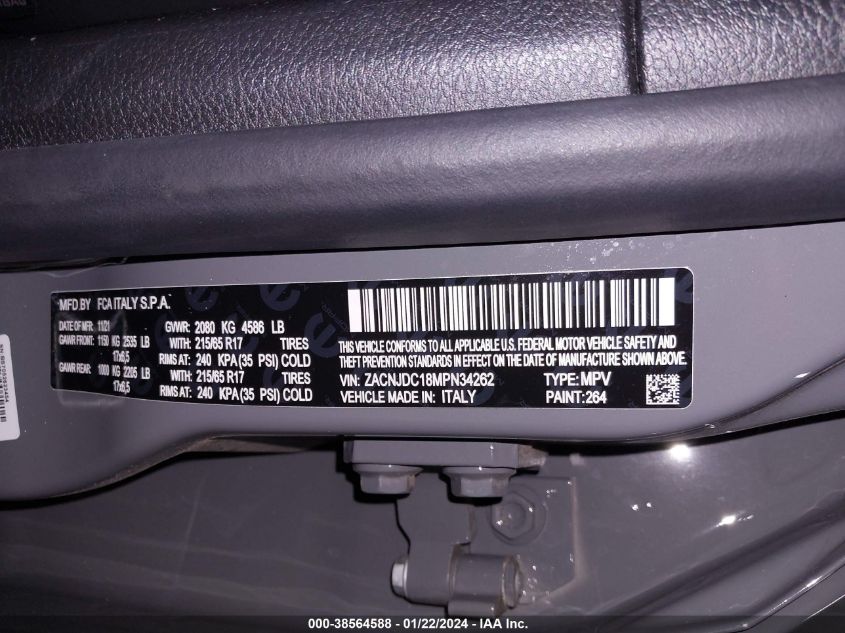 MFD.BY FCA ITALY S.P.A.
DATE OF MFR. 11/21 GVWR: 2080 KG 4586 LB
GAWR FRONT: 1150 KG 2535 LB WITH: 215/65 R17 TIRES
17x6,5 RIMS AT: 240 KPA(35 PSI) COLD
GAWR REAR: 1000 KG 2205 LB WITH: 215/65 R17 TIRES
17x6,5 RIMS AT: 240 KPA(35 PSI) COLD
THIS VEHICLE CONFORMS TO ALL APPLICABLE U.S. FEDERAL MOTOR VEHICLE SAFETY AND
THEFT PREVENTION STANDARDS IN EFFECT ON THE DATE OF MANUFACTURE SHOWN ABOVE.
VIN: ZACNJDC18MPN34262 TYPE: MPV
VEHICLE MADE IN: ITALY PAINT:264
000-38564588 - 01/22/2024 - IAA Inc.